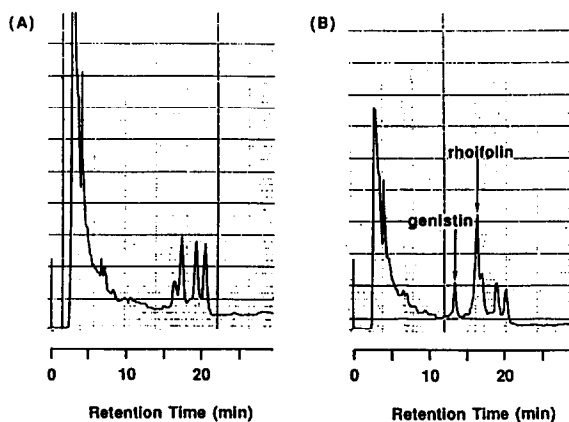 (A)
0 10 20
Retention Time (min)
(B)
rhoifolin
genistin
0 10 20
Retention Time (min)